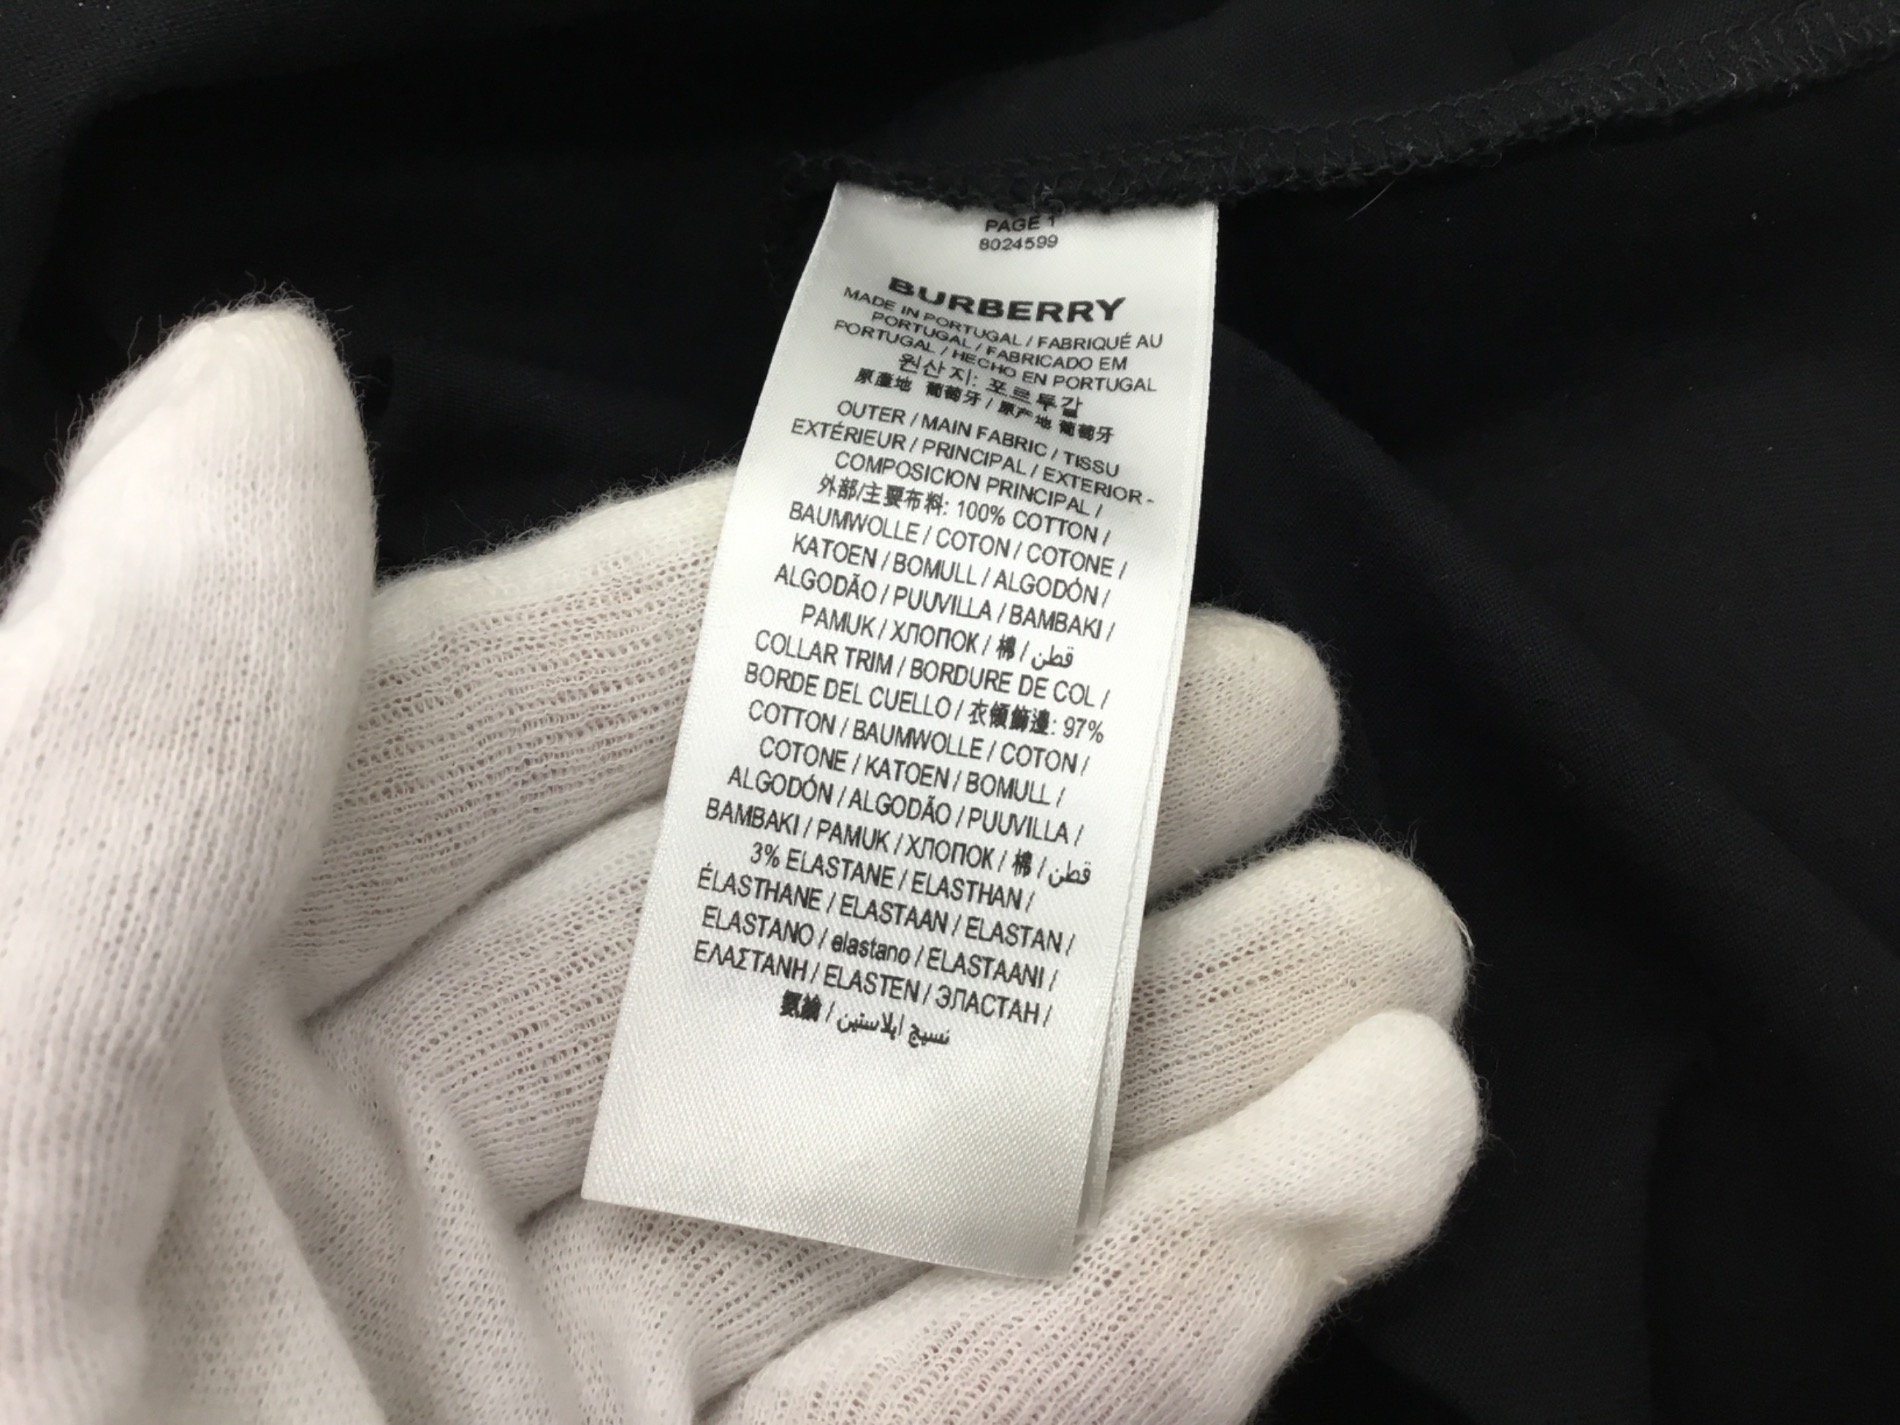 PAGE 1
8024599
BURBERRY
MADE IN PORTUGAL / FABRIQUÉ AU
PORTUGAL / FABRICADO EM
PORTUGAL / HECHO EN PORTUGAL
원산지: 포르투갈
原產地 葡萄牙 / 原产地 葡萄牙
OUTER / MAIN FABRIC / TISSU
EXTÉRIEUR / PRINCIPAL / EXTERIOR -
COMPOSICION PRINCIPAL /
外部/主要布料: 100% COTTON /
BAUMWOLLE / COTON / COTONE /
KATOEN / BOMULL / ALGODÓN /
ALGODÃO / PUUVILLA / BAMBAKI /
PAMUK / ХЛОПОК / 棉 / قطن
COLLAR TRIM / BORDURE DE COL /
BORDE DEL CUELLO / 衣領飾邊: 97%
COTTON / BAUMWOLLE / COTON /
COTONE / KATOEN / BOMULL /
ALGODÓN / ALGODÃO / PUUVILLA /
BAMBAKI / PAMUK / ХЛОПОК / 棉 / قطن
3% ELASTANE / ELASTHAN /
ÉLASTHANE / ELASTAAN / ELASTAN /
ELASTANO / elastano / ELASTAANI /
ΕΛΑΣΤΑΝΗ / ELASTEN / ЭЛАСТАН /
氨綸 / نسيج إيلاستين